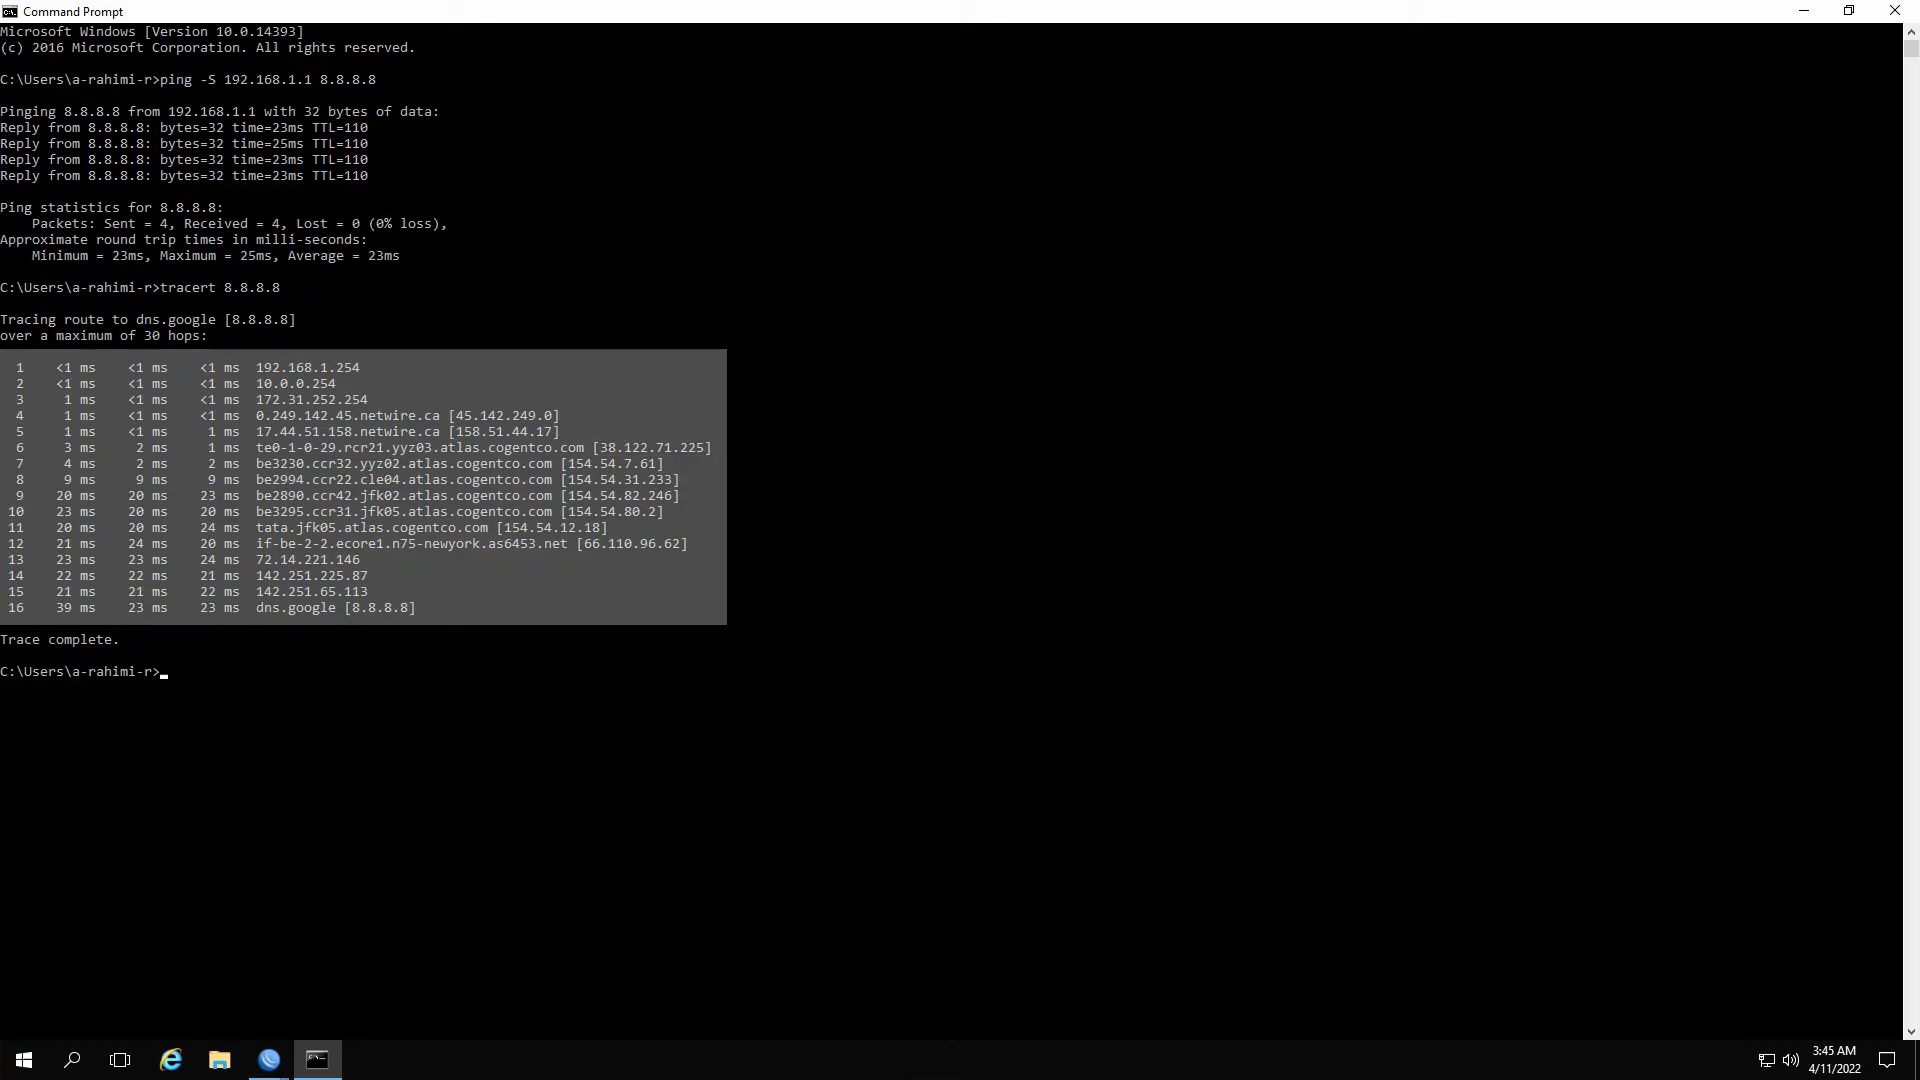 Command Prompt
Microsoft Windows [Version 10.0.14393]
(c) 2016 Microsoft Corporation. All rights reserved.
C:\Users\a-rahimi-r>ping -S 192.168.1.1 8.8.8.8
Pinging 8.8.8.8 from 192.168.1.1 with 32 bytes of data:
Reply from 8.8.8.8: bytes=32 time=23ms TTL=110
Reply from 8.8.8.8: bytes=32 time=25ms TTL=110
Reply from 8.8.8.8: bytes=32 time=23ms TTL=110
Reply from 8.8.8.8: bytes=32 time=23ms TTL=110
Ping statistics for 8.8.8.8:
    Packets: Sent = 4, Received = 4, Lost = 0 (0% loss),
Approximate round trip times in milli-seconds:
    Minimum = 23ms, Maximum = 25ms, Average = 23ms
C:\Users\a-rahimi-r>tracert 8.8.8.8
Tracing route to dns.google [8.8.8.8]
over a maximum of 30 hops:
  1    <1 ms    <1 ms    <1 ms  192.168.1.254
  2    <1 ms    <1 ms    <1 ms  10.0.0.254
  3     1 ms    <1 ms    <1 ms  172.31.252.254
  4     1 ms    <1 ms    <1 ms  0.249.142.45.netwire.ca [45.142.249.0]
  5     1 ms    <1 ms     1 ms  17.44.51.158.netwire.ca [158.51.44.17]
  6     3 ms     2 ms     1 ms  te0-1-0-29.rcr21.yyz03.atlas.cogentco.com [38.122.71.225]
  7     4 ms     2 ms     2 ms  be3230.ccr32.yyz02.atlas.cogentco.com [154.54.7.61]
  8     9 ms     9 ms     9 ms  be2994.ccr22.cle04.atlas.cogentco.com [154.54.31.233]
  9    20 ms    20 ms    23 ms  be2890.ccr42.jfk02.atlas.cogentco.com [154.54.82.246]
 10    23 ms    20 ms    20 ms  be3295.ccr31.jfk05.atlas.cogentco.com [154.54.80.2]
 11    20 ms    20 ms    24 ms  tata.jfk05.atlas.cogentco.com [154.54.12.18]
 12    21 ms    24 ms    20 ms  if-be-2-2.ecore1.n75-newyork.as6453.net [66.110.96.62]
 13    23 ms    23 ms    24 ms  72.14.221.146
 14    22 ms    22 ms    21 ms  142.251.225.87
 15    21 ms    21 ms    22 ms  142.251.65.113
 16    39 ms    23 ms    23 ms  dns.google [8.8.8.8]
Trace complete.
C:\Users\a-rahimi-r>
3:45 AM
4/11/2022